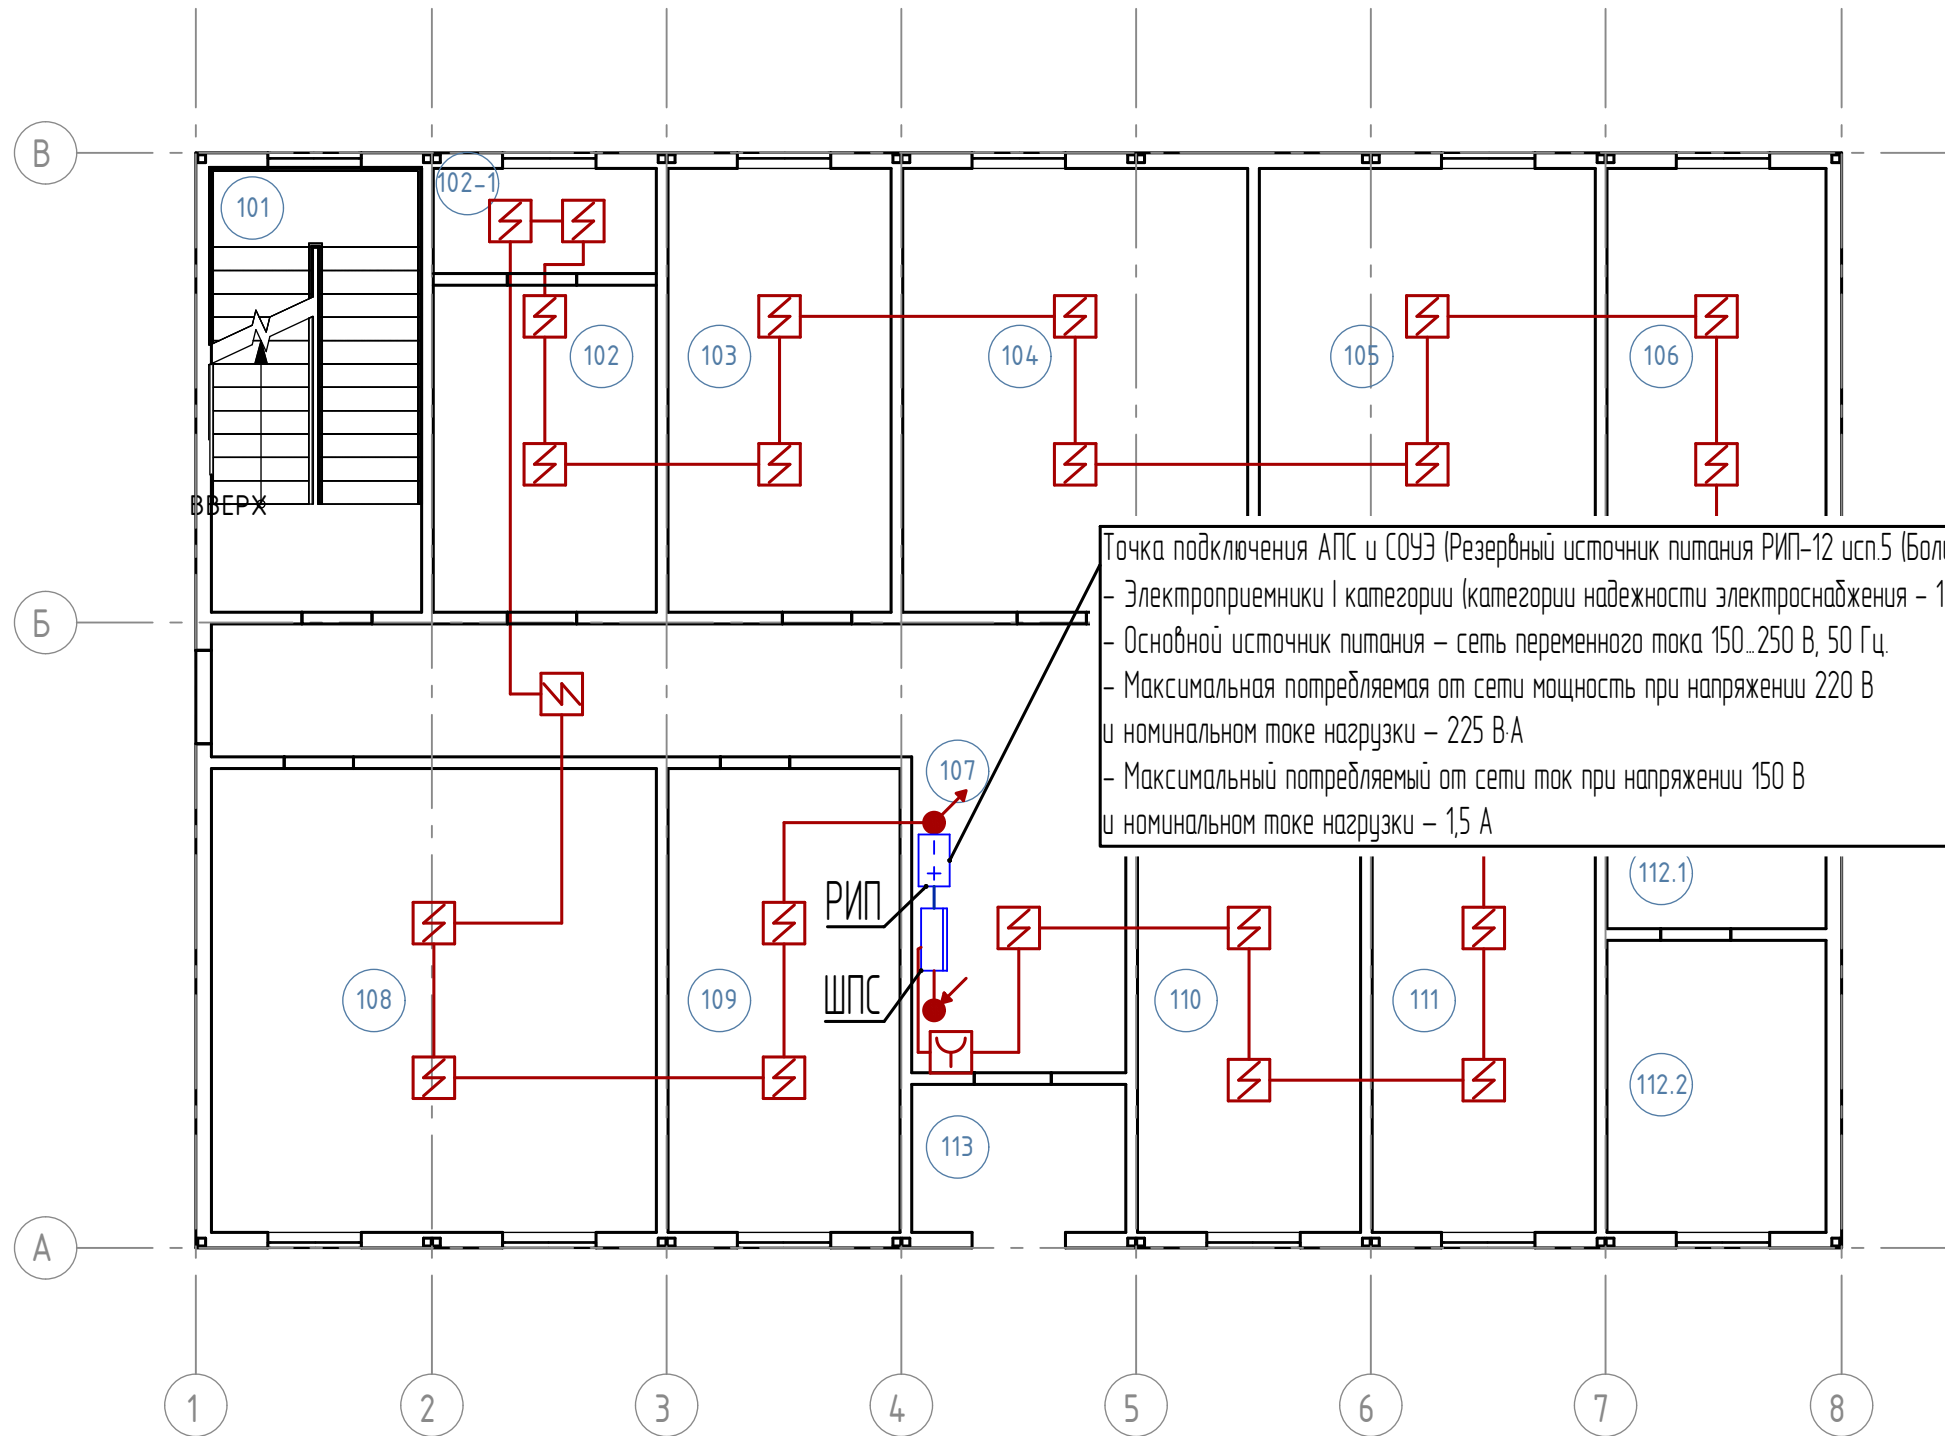 В
102-1
101
102
103
104
105
106
ВВЕРХ
Точка подключения АПС и СОУЭ (Резервный источник питания РИП-12 исп.5
- Электроприемники I категории (категории надежности электроснабжения - 1
Б
- Основной источник питания - сеть переменного тока 150...250 В, 50 Гц.
- Максимальная потребляемая от сети мощность при напряжении 220 В
и номинальном токе нагрузки - 225 В·А
- Максимальный потребляемый от сети ток при напряжении 150 В
и номинальном токе нагрузки - 1,5 А
107
112.1
РИП
ШПС
108
109
110
111
112.2
113
А
1
2
3
4
5
6
7
8